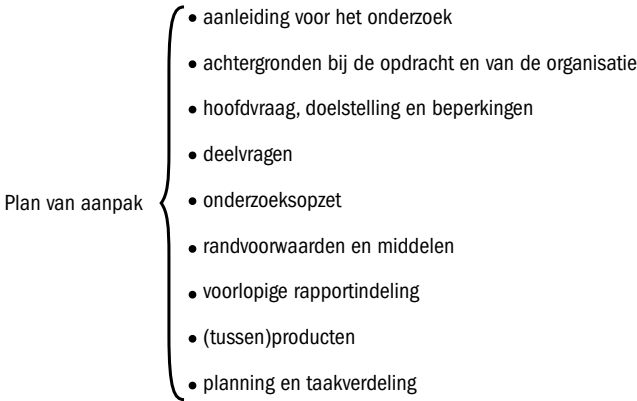 • aanleiding voor het onderzoek
• achtergronden bij de opdracht en van de organisatie
• hoofdvraag, doelstelling en beperkingen
• deelvragen
Plan van aanpak
• onderzoeksopzet
• randvoorwaarden en middelen
• voorlopige rapportindeling
• (tussen)producten
• planning en taakverdeling